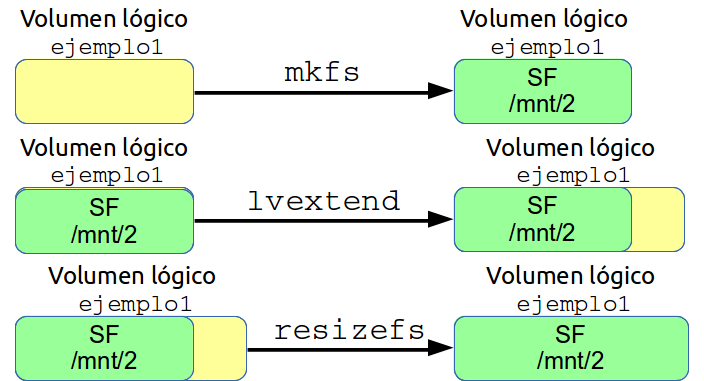 Volumen lógico
ejemplo1
SF
/mnt/2
mkfs
Volumen lógico
ejemplo1
Volumen lógico
ejemplo1
SF
/mnt/2
lvextend
Volumen lógico
ejemplo1
SF
/mnt/2
Volumen lógico
ejemplo1
SF
/mnt/2
resizefs
Volumen lógico
ejemplo1
SF
/mnt/2